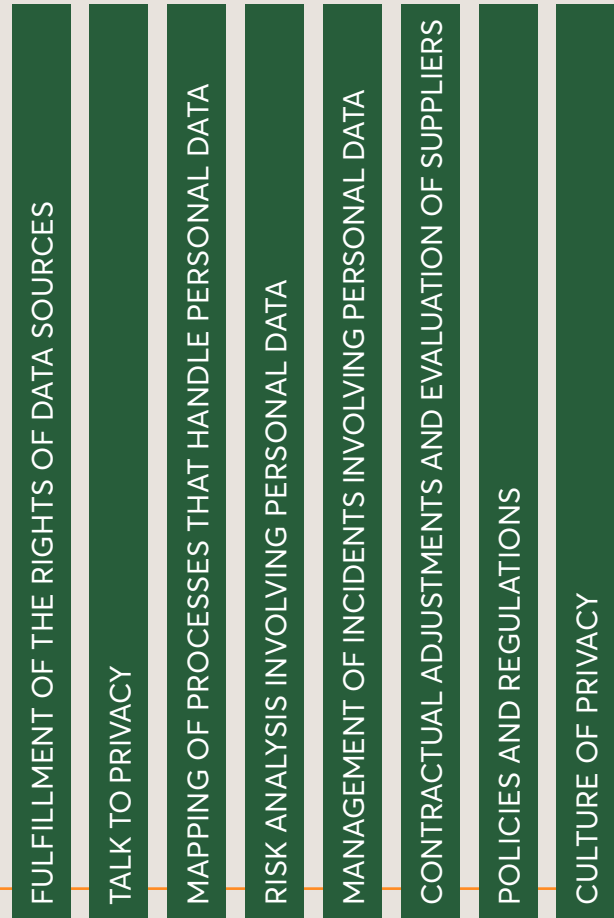 FULFILLMENT OF THE RIGHTS OF DATA SOURCES
TALK TO PRIVACY
MAPPING OF PROCESSES THAT HANDLE PERSONAL DATA
RISK ANALYSIS INVOLVING PERSONAL DATA
MANAGEMENT OF INCIDENTS INVOLVING PERSONAL DATA
CONTRACTUAL ADJUSTMENTS AND EVALUATION OF SUPPLIERS
POLICIES AND REGULATIONS
CULTURE OF PRIVACY